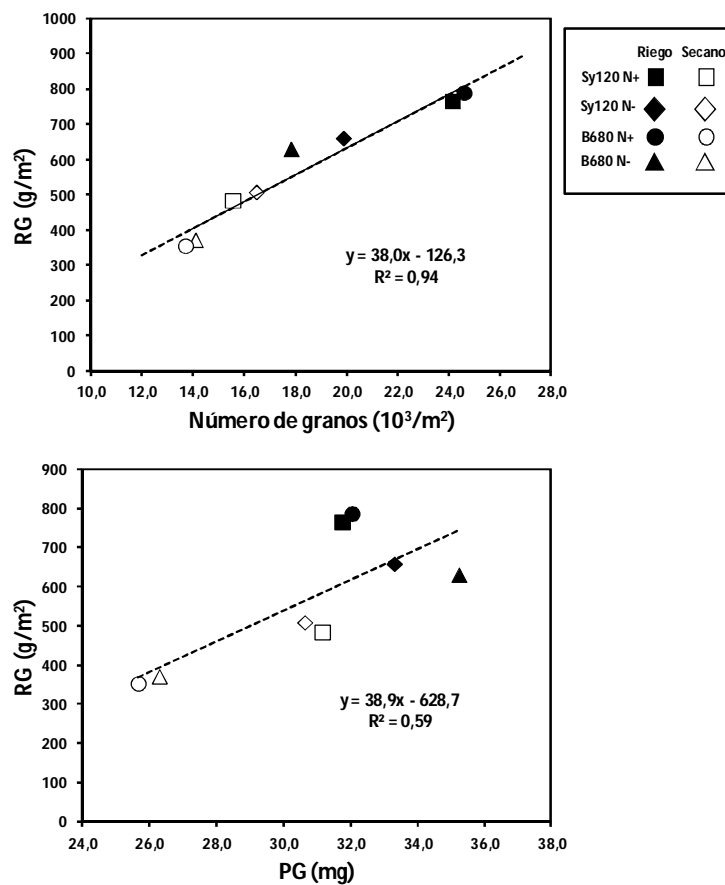 1000
900
800
700
600
500
400
300
200
100
0
RG (g/m²)
10,0 12,0 14,0 16,0 18,0 20,0 22,0 24,0 26,0 28,0
Número de granos (10³/m²)
y = 38,0x - 126,3
R² = 0,94
Riego Secano
Sy120 N+
Sy120 N-
B680 N+
B680 N-
900
800
700
600
500
400
300
200
100
0
RG (g/m²)
24,0 26,0 28,0 30,0 32,0 34,0 36,0 38,0
PG (mg)
y = 38,9x - 628,7
R² = 0,59